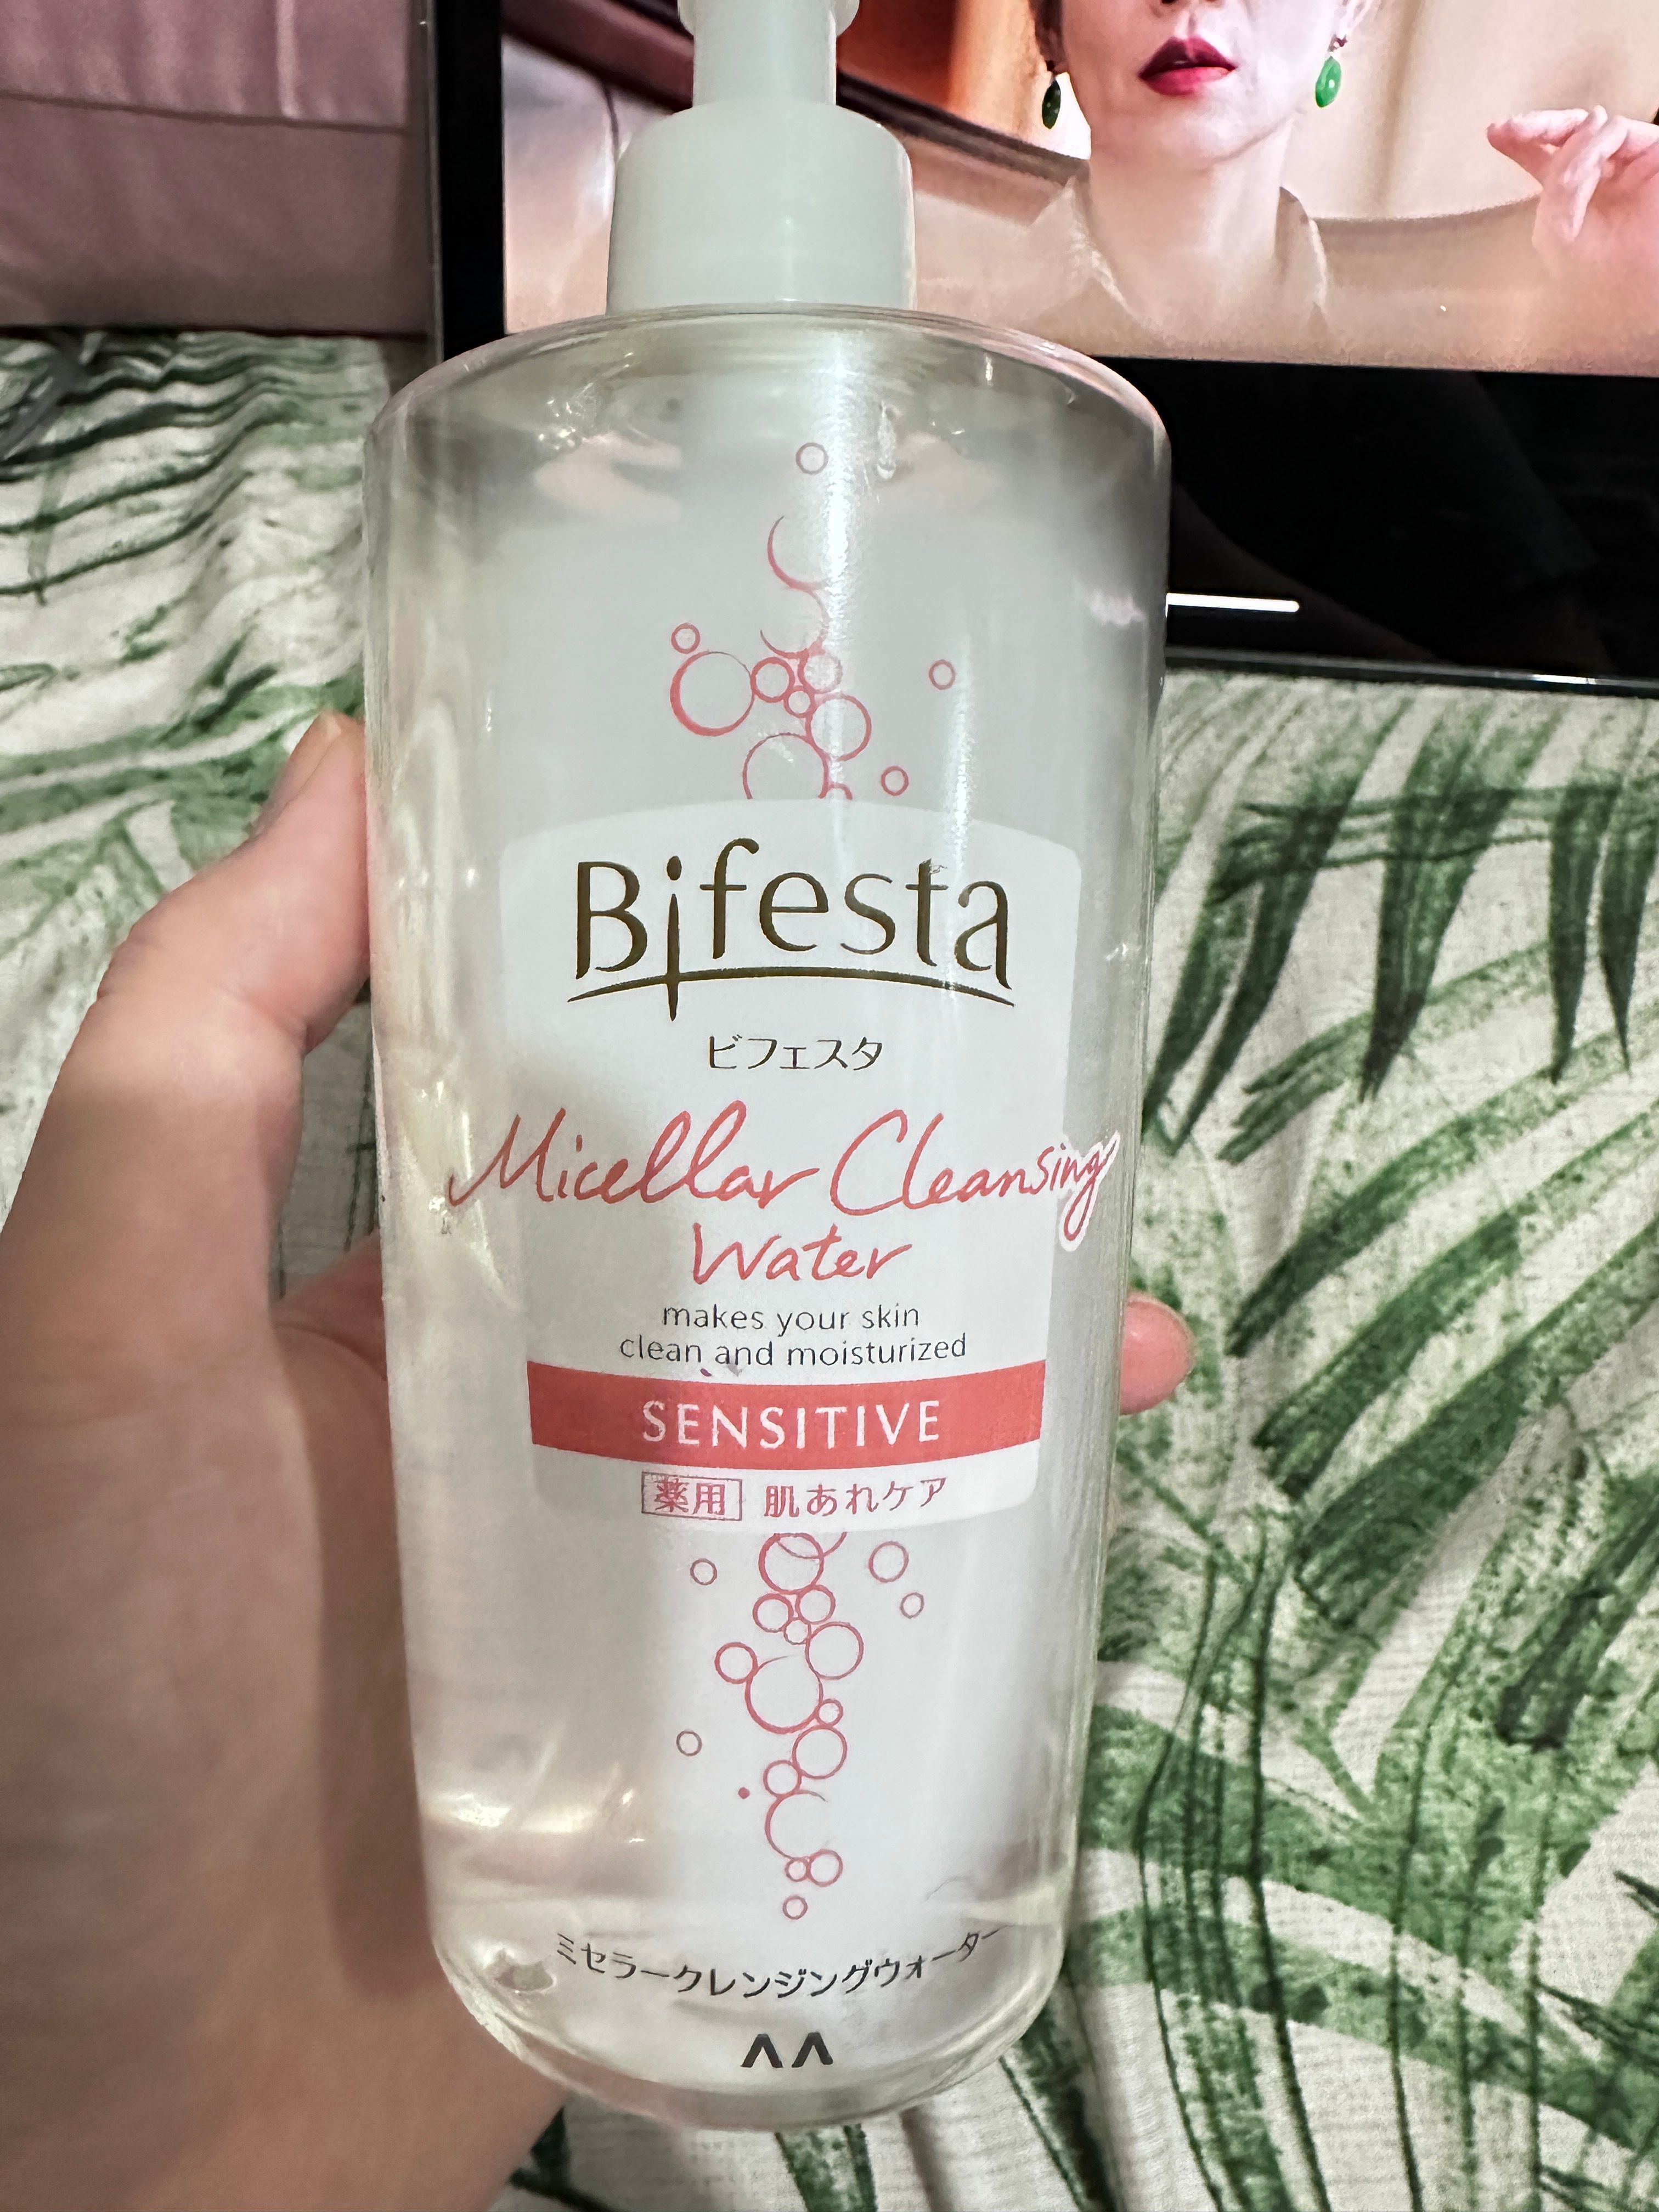 Bifesta
ビフェスタ
Micellar Cleansing
Water
makes your skin
clean and moisturized
SENSITIVE
薬用 肌あれケア
ミセラークレンジングウォーター